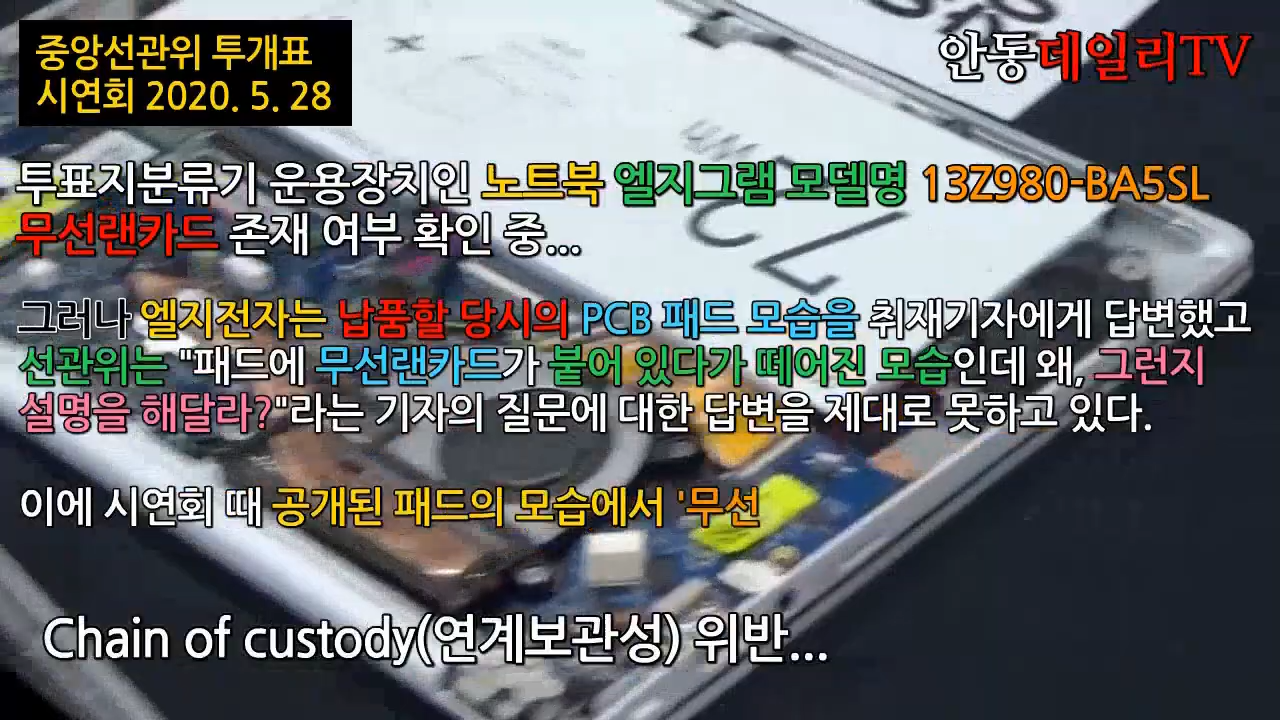 중앙선관위 투개표
시연회 2020. 5. 28
안동데일리TV
투표지분류기 운용장치인 노트북 엘지그램 모델명 13Z980-BA5SL
무선랜카드 존재 여부 확인 중...
그러나 엘지전자는 납품할 당시의 PCB 패드 모습을 취재기자에게 답변했고
선관위는 "패드에 무선랜카드가 붙어 있다가 떼어진 모습인데 왜, 그런지
설명을 해달라?"라는 기자의 질문에 대한 답변을 제대로 못하고 있다.
이에 시연회 때 공개된 패드의 모습에서 '무선
Chain of custody(연계보관성) 위반...